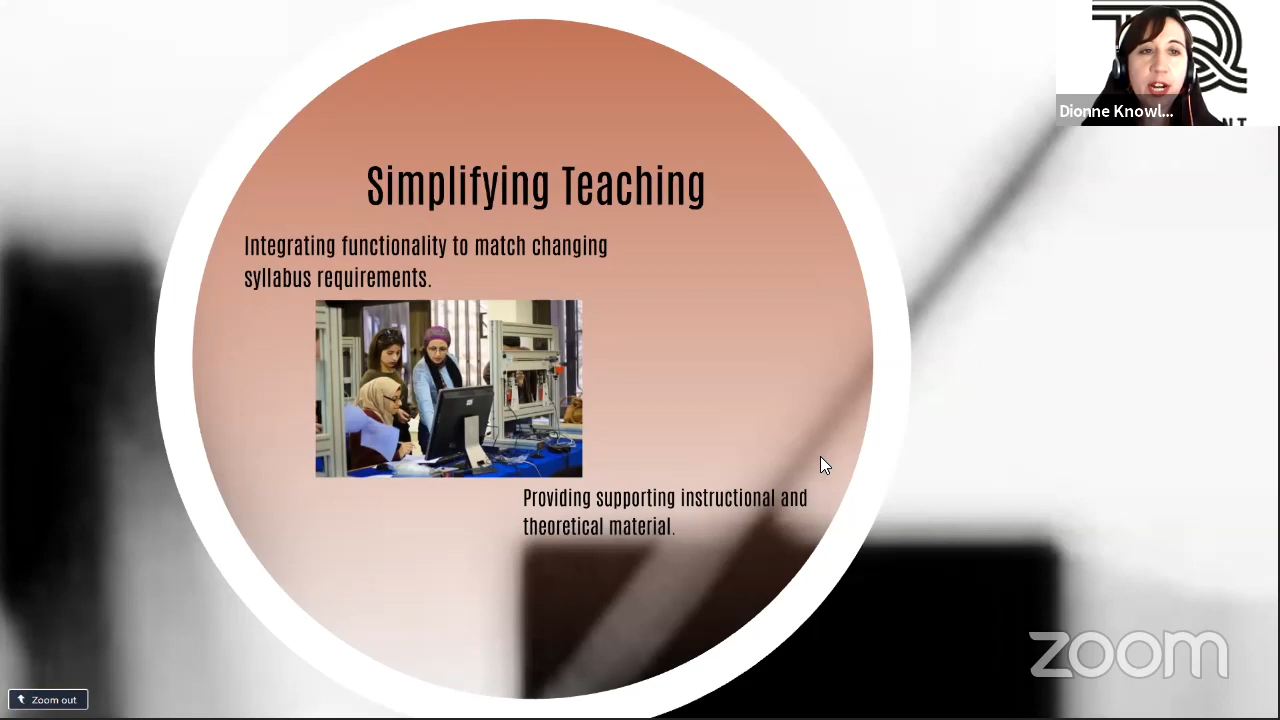 Simplifying Teaching
Integrating functionality to match changing
syllabus requirements.
Providing supporting instructional and
theoretical material.
Dionne Knowl...
zoom
Zoom out